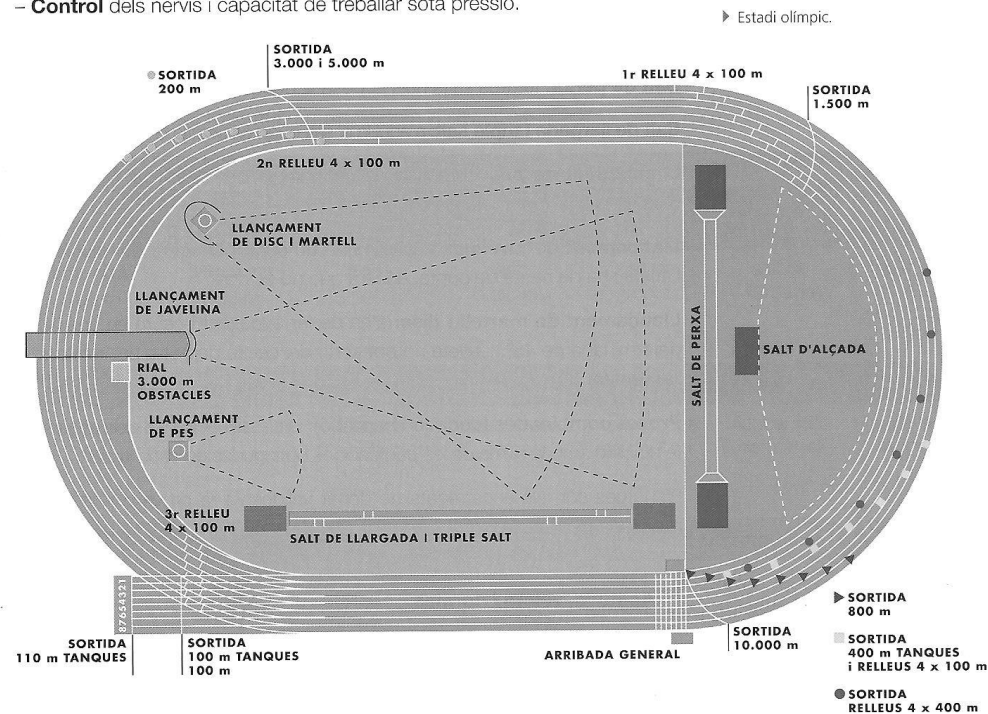 – Control dels nervis i capacitat de treballar sota pressió.
Estadi olímpic.
SORTIDA
3.000 i 5.000 m
SORTIDA
200 m
1r RELLEU 4 x 100 m
SORTIDA
1.500 m
2n RELLEU 4 x 100 m
LLANÇAMENT
DE DISC I MARTELL
LLANÇAMENT
DE JAVELINA
RIAL
3.000 m
OBSTACLES
SALT DE PERXA
SALT D'ALÇADA
LLANÇAMENT
DE PES
3r RELLEU
4 x 100 m
SALT DE LLARGADA I TRIPLE SALT
87654321
SORTIDA
110 m TANQUES
SORTIDA
100 m TANQUES
100 m
ARRIBADA GENERAL
SORTIDA
10.000 m
SORTIDA
800 m
SORTIDA
400 m TANQUES
i RELLEUS 4 x 100 m
SORTIDA
RELLEUS 4 x 400 m